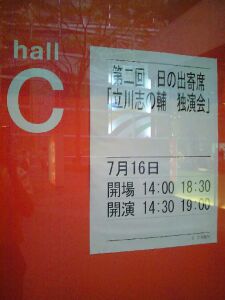 hall
C
第二回 日の出寄席
「立川志の輔 独演会」
7月16日
開場 14:00 18:30
開演 14:30 19:00